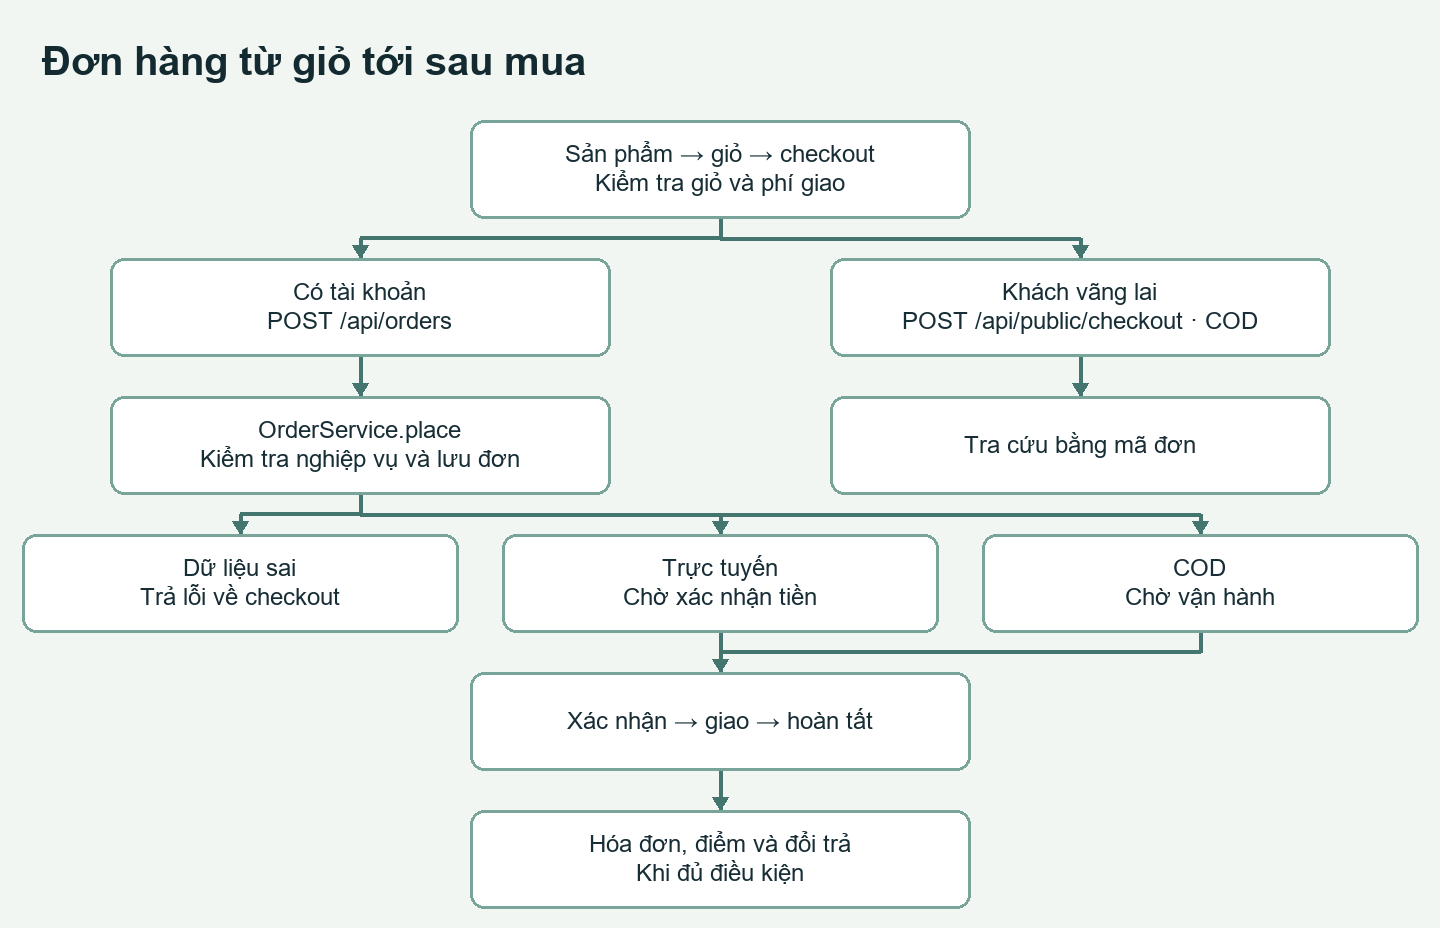 Đơn hàng từ giỏ tới sau mua
Sản phẩm → giỏ → checkout
Kiểm tra giỏ và phí giao
Có tài khoản
POST /api/orders
Khách vãng lai
POST /api/public/checkout · COD
OrderService.place
Kiểm tra nghiệp vụ và lưu đơn
Tra cứu bằng mã đơn
Dữ liệu sai
Trả lỗi về checkout
Trực tuyến
Chờ xác nhận tiền
COD
Chờ vận hành
Xác nhận → giao → hoàn tất
Hóa đơn, điểm và đổi trả
Khi đủ điều kiện